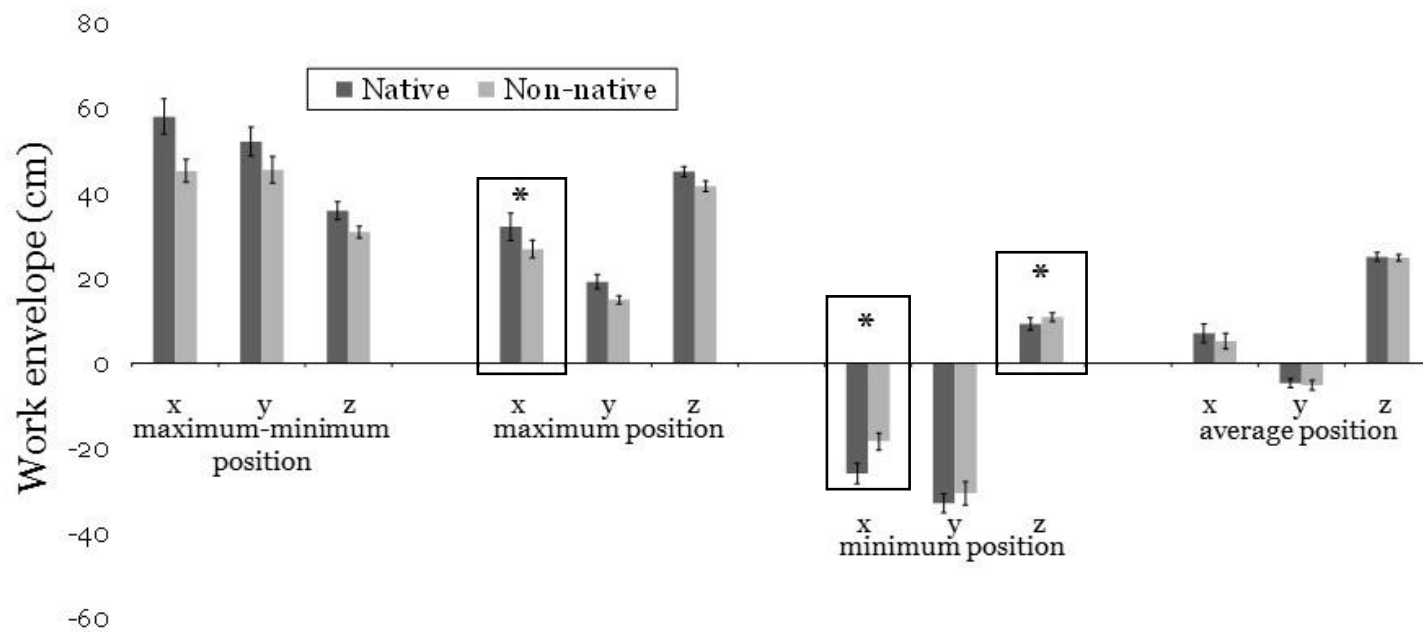 80
60
40
20
0
-20
-40
-60
Work envelope (cm)
Native Non-native
*
*
*
x y z
maximum-minimum
position
x y z
maximum position
x y z
minimum position
x y z
average position